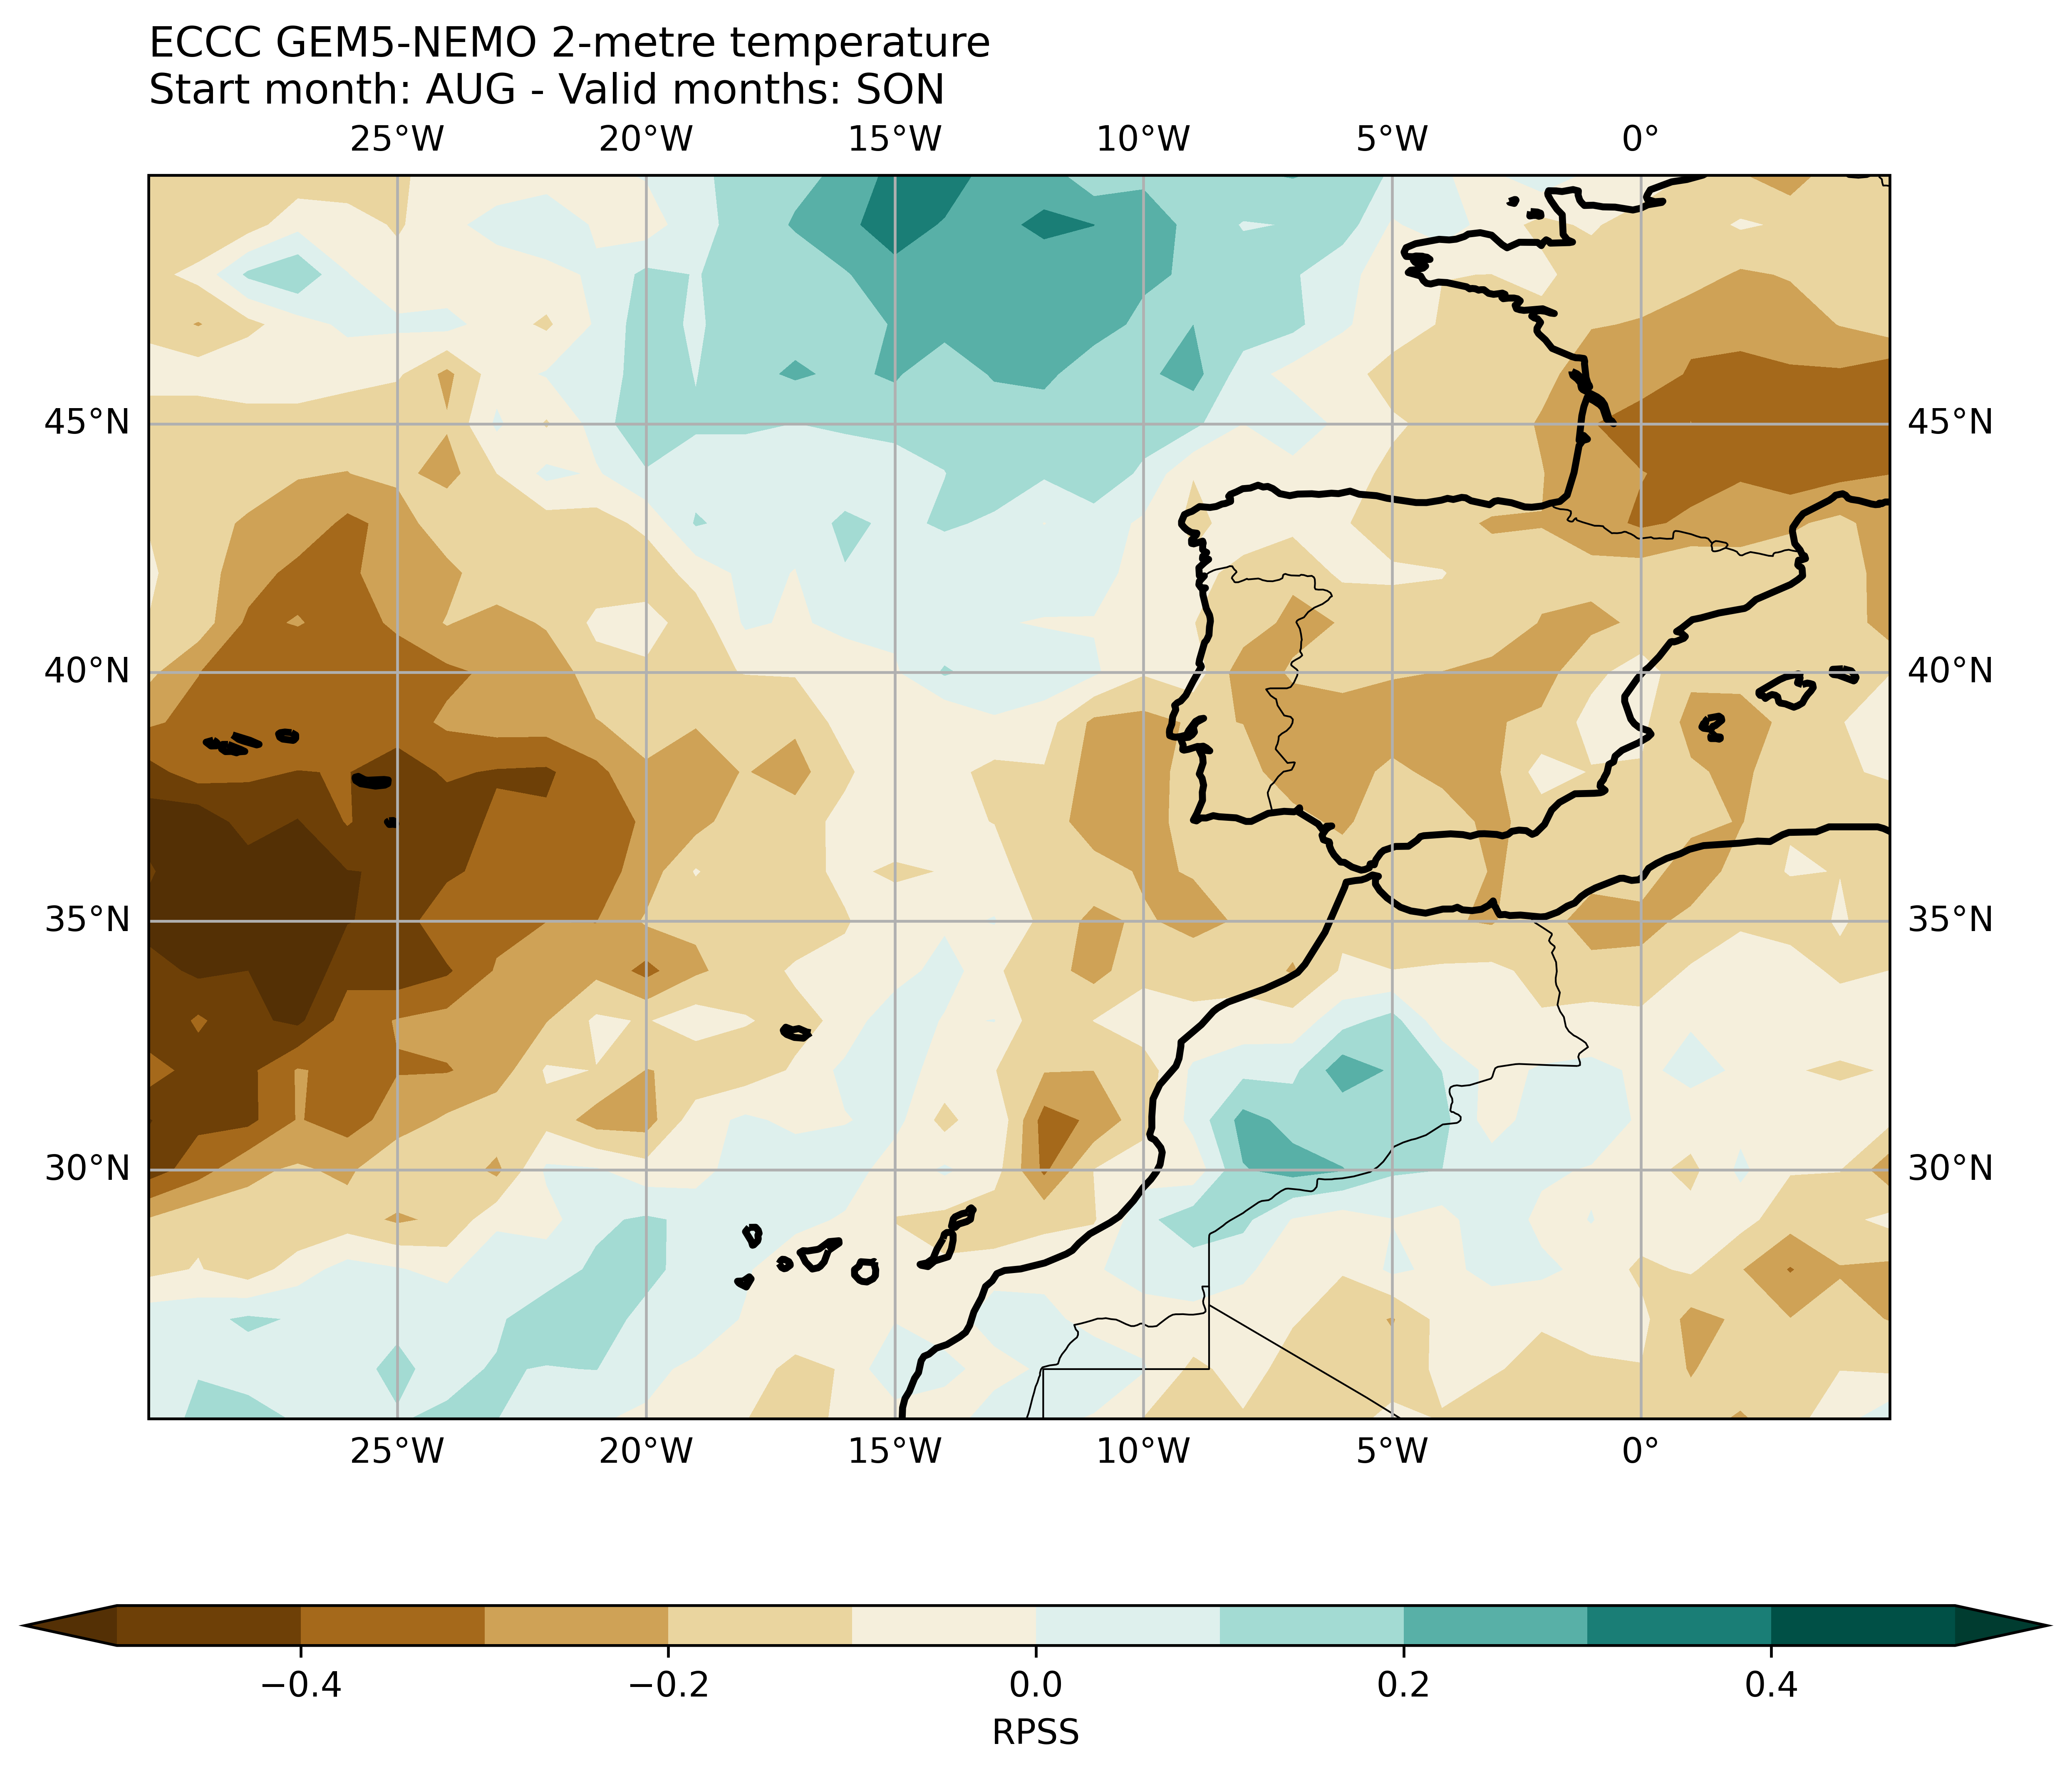 ECCC GEM5-NEMO 2-metre temperature
Start month: AUG - Valid months: SON
25°W 20°W 15°W 10°W 5°W 0°
45°N 45°N
40°N 40°N
35°N 35°N
30°N 30°N
25°W 20°W 15°W 10°W 5°W 0°
−0.4 −0.2 0.0 0.2 0.4
RPSS